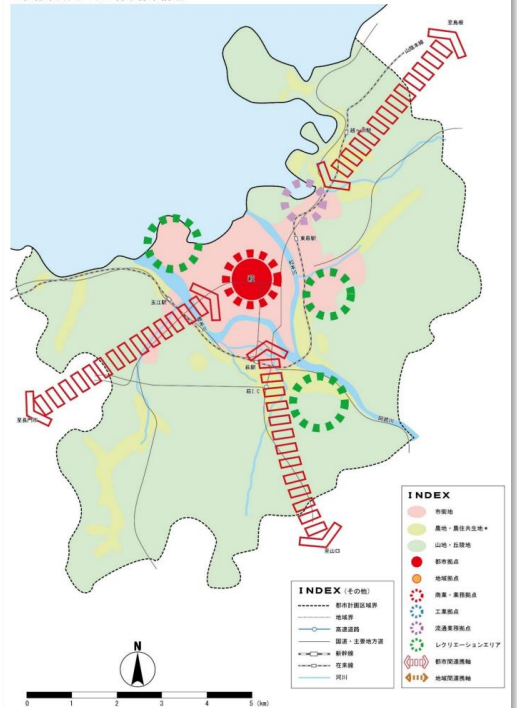 至島根
山陰本線
越ヶ浜駅
東萩駅
萩
玉江駅
萩駅
萩IC
阿武川
至長門市
至山口
INDEX
市街地
農地・農住共生地*
山地・丘陵地
都市拠点
地域拠点
商業・業務拠点
工業拠点
流通業務拠点
レクリエーションエリア
都市間連携軸
地域間連携軸
INDEX(その他)
都市計画区域界
地域界
高速道路
国道・主要地方道
新幹線
在来線
河川
N
0 1 2 3 4 5 (km)